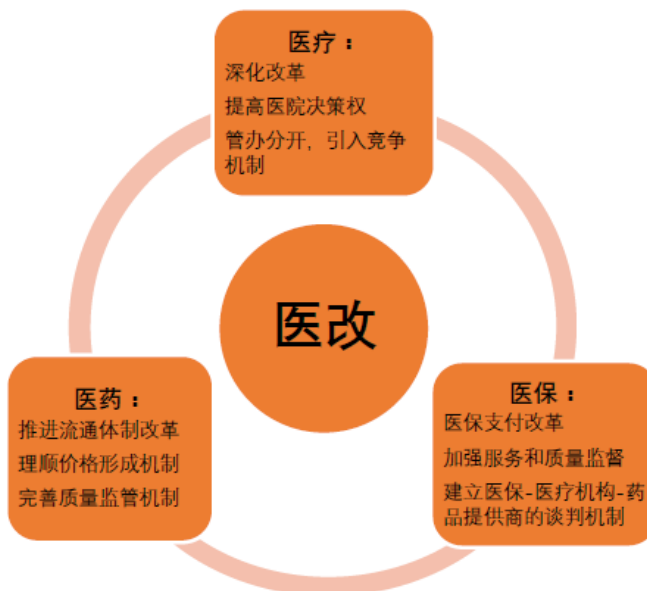 医疗：
深化改革
提高医院决策权
管办分开，引入竞争
机制
医改
医药：
推进流通体制改革
理顺价格形成机制
完善质量监管机制
医保：
医保支付改革
加强服务和质量监督
建立医保-医疗机构-药
品提供商的谈判机制